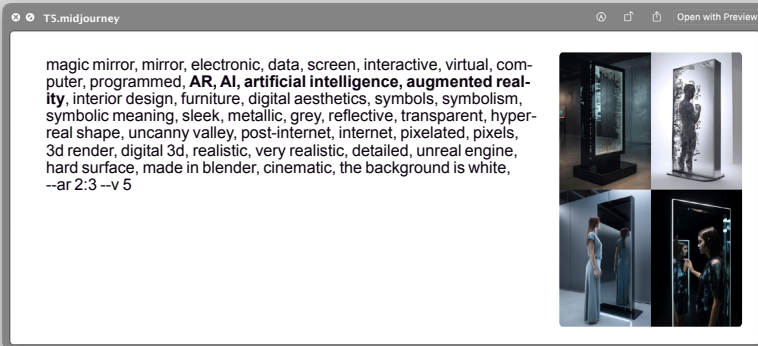 T5.midjourney
Open with Preview
magic mirror, mirror, electronic, data, screen, interactive, virtual, com-
puter, programmed, AR, AI, artificial intelligence, augmented real-
ity, interior design, furniture, digital aesthetics, symbols, symbolism,
symbolic meaning, sleek, metallic, grey, reflective, transparent, hyper-
real shape, uncanny valley, post-internet, internet, pixelated, pixels,
3d render, digital 3d, realistic, very realistic, detailed, unreal engine,
hard surface, made in blender, cinematic, the background is white,
--ar 2:3 --v 5